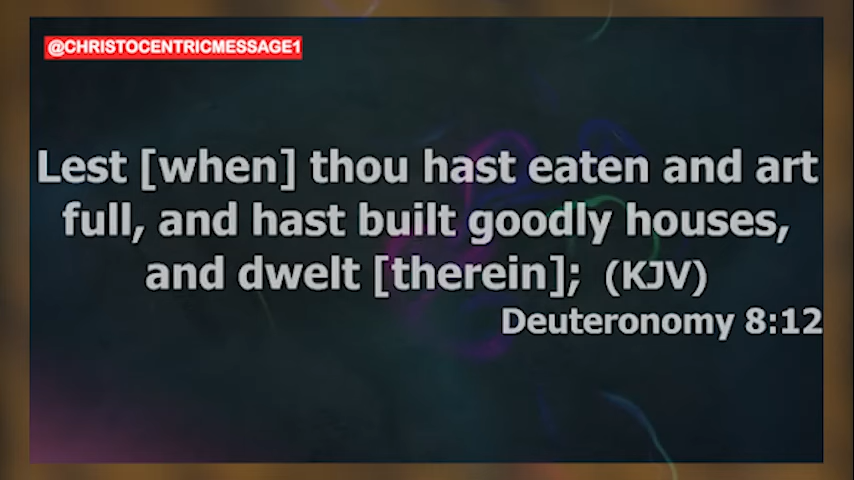 @CHRISTOCENTRICMESSAGE1
Lest [when] thou hast eaten and art
full, and hast built goodly houses,
and dwelt [therein]; (KJV)
Deuteronomy 8:12